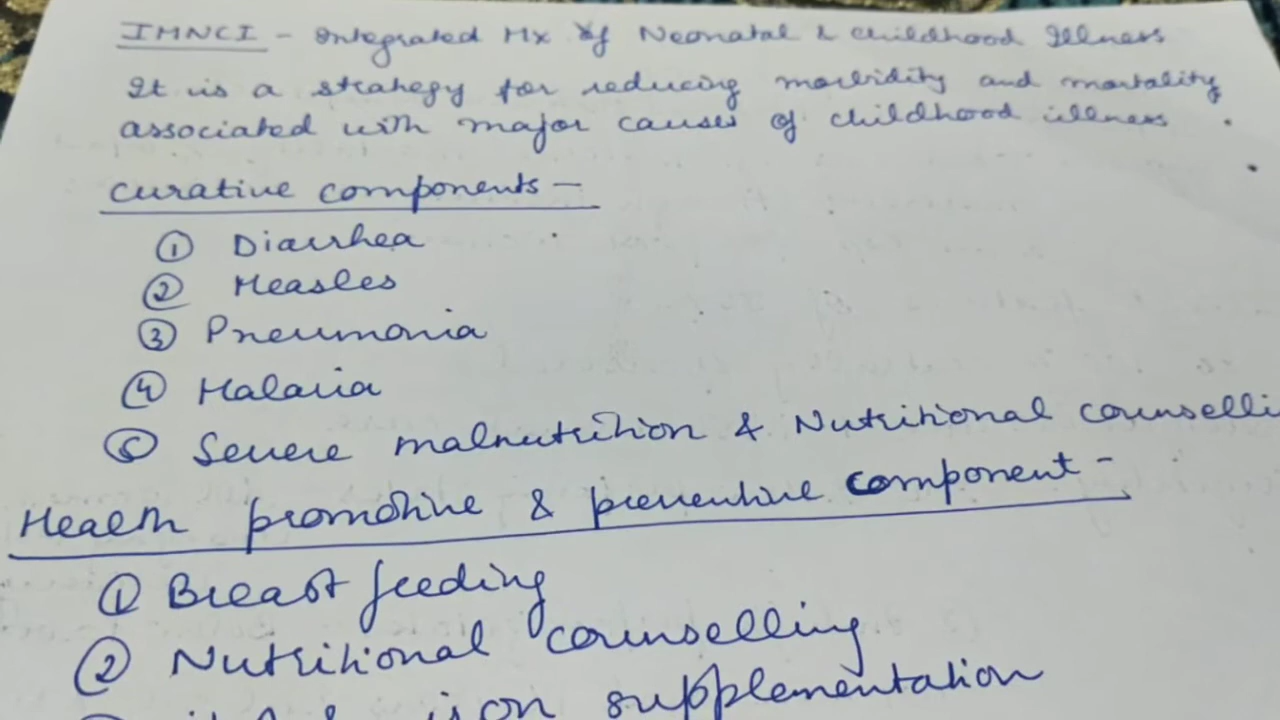 IMNCI - Integrated Mx of Neonatal & childhood Illness
It is a strategy for reducing morbidity and mortality
associated with major causes of childhood illness.
Curative components -
① Diarrhea
② Measles
③ Pneumonia
④ Malaria
⑤ Severe malnutrition & Nutritional counselli
Health promotive & preventive component -
① Breast feeding
② Nutritional counselling
iron supplementation